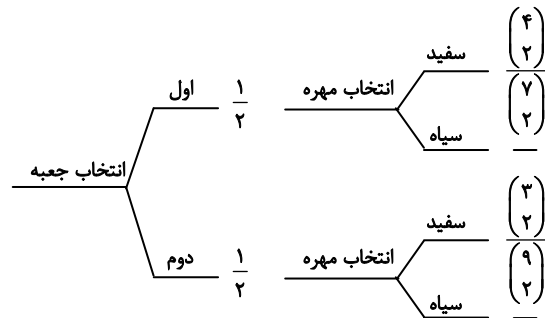 انتخاب جعبه
اول ۱/۲
انتخاب مهره
سفید (۴ ۲)/(۷ ۲)
سیاه —
دوم ۱/۲
انتخاب مهره
سفید (۳ ۲)/(۹ ۲)
سیاه —